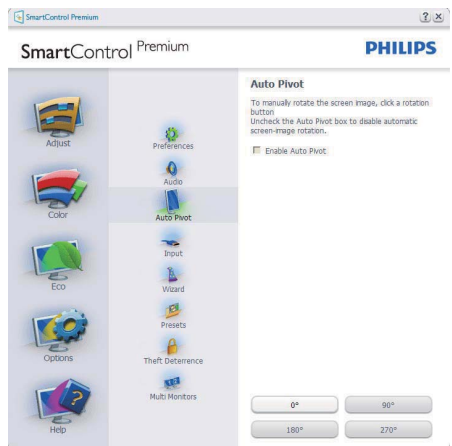 SmartControl Premium
? ×
SmartControl Premium
PHILIPS
Adjust
Color
Eco
Options
Help
Preferences
Audio
Auto Pivot
Input
Wizard
Presets
Theft Deterrence
Multi Monitors
Auto Pivot
To manually rotate the screen image, click a rotation
button
Uncheck the Auto Pivot box to disable automatic
screen-image rotation.
Enable Auto Pivot
0°
90°
180°
270°